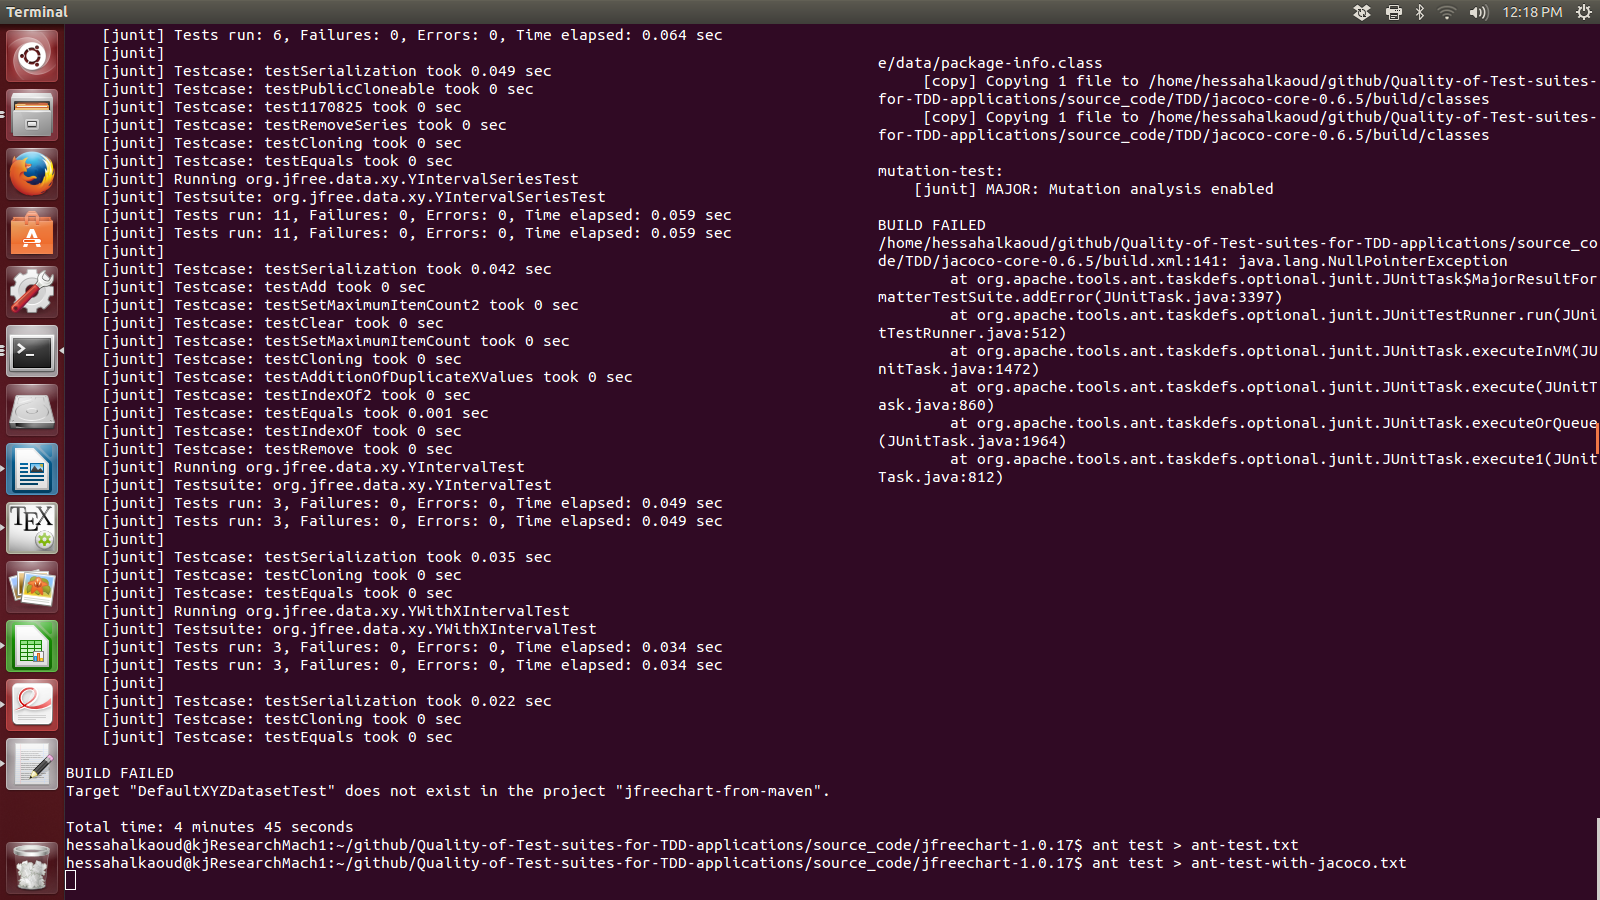 Terminal
12:18 PM
[junit] Tests run: 6, Failures: 0, Errors: 0, Time elapsed: 0.064 sec
[junit]
[junit] Testcase: testSerialization took 0.049 sec
[junit] Testcase: testPublicCloneable took 0 sec
[junit] Testcase: test1170825 took 0 sec
[junit] Testcase: testRemoveSeries took 0 sec
[junit] Testcase: testCloning took 0 sec
[junit] Testcase: testEquals took 0 sec
[junit] Running org.jfree.data.xy.YIntervalSeriesTest
[junit] Testsuite: org.jfree.data.xy.YIntervalSeriesTest
[junit] Tests run: 11, Failures: 0, Errors: 0, Time elapsed: 0.059 sec
[junit] Tests run: 11, Failures: 0, Errors: 0, Time elapsed: 0.059 sec
[junit]
[junit] Testcase: testSerialization took 0.042 sec
[junit] Testcase: testAdd took 0 sec
[junit] Testcase: testSetMaximumItemCount2 took 0 sec
[junit] Testcase: testClear took 0 sec
[junit] Testcase: testSetMaximumItemCount took 0 sec
[junit] Testcase: testCloning took 0 sec
[junit] Testcase: testAdditionOfDuplicateXValues took 0 sec
[junit] Testcase: testIndexOf2 took 0 sec
[junit] Testcase: testEquals took 0.001 sec
[junit] Testcase: testIndexOf took 0 sec
[junit] Testcase: testRemove took 0 sec
[junit] Running org.jfree.data.xy.YIntervalTest
[junit] Testsuite: org.jfree.data.xy.YIntervalTest
[junit] Tests run: 3, Failures: 0, Errors: 0, Time elapsed: 0.049 sec
[junit] Tests run: 3, Failures: 0, Errors: 0, Time elapsed: 0.049 sec
[junit]
[junit] Testcase: testSerialization took 0.035 sec
[junit] Testcase: testCloning took 0 sec
[junit] Testcase: testEquals took 0 sec
[junit] Running org.jfree.data.xy.YWithXIntervalTest
[junit] Testsuite: org.jfree.data.xy.YWithXIntervalTest
[junit] Tests run: 3, Failures: 0, Errors: 0, Time elapsed: 0.034 sec
[junit] Tests run: 3, Failures: 0, Errors: 0, Time elapsed: 0.034 sec
[junit]
[junit] Testcase: testSerialization took 0.022 sec
[junit] Testcase: testCloning took 0 sec
[junit] Testcase: testEquals took 0 sec
BUILD FAILED
Target "DefaultXYZDatasetTest" does not exist in the project "jfreechart-from-maven".
Total time: 4 minutes 45 seconds
hessahalkaoud@kjResearchMach1:~/github/Quality-of-Test-suites-for-TDD-applications/source_code/jfreechart-1.0.17$ ant test > ant-test.txt
hessahalkaoud@kjResearchMach1:~/github/Quality-of-Test-suites-for-TDD-applications/source_code/jfreechart-1.0.17$ ant test > ant-test-with-jacoco.txt
e/data/package-info.class
[copy] Copying 1 file to /home/hessahalkaoud/github/Quality-of-Test-suites-
for-TDD-applications/source_code/TDD/jacoco-core-0.6.5/build/classes
[copy] Copying 1 file to /home/hessahalkaoud/github/Quality-of-Test-suites-
for-TDD-applications/source_code/TDD/jacoco-core-0.6.5/build/classes
mutation-test:
[junit] MAJOR: Mutation analysis enabled
BUILD FAILED
/home/hessahalkaoud/github/Quality-of-Test-suites-for-TDD-applications/source_co
de/TDD/jacoco-core-0.6.5/build.xml:141: java.lang.NullPointerException
at org.apache.tools.ant.taskdefs.optional.junit.JUnitTask$MajorResultFor
matterTestSuite.addError(JUnitTask.java:3397)
at org.apache.tools.ant.taskdefs.optional.junit.JUnitTestRunner.run(JUni
tTestRunner.java:512)
at org.apache.tools.ant.taskdefs.optional.junit.JUnitTask.executeInVM(JU
nitTask.java:1472)
at org.apache.tools.ant.taskdefs.optional.junit.JUnitTask.execute(JUnitT
ask.java:860)
at org.apache.tools.ant.taskdefs.optional.junit.JUnitTask.executeOrQueue
(JUnitTask.java:1964)
at org.apache.tools.ant.taskdefs.optional.junit.JUnitTask.execute1(JUnit
Task.java:812)
TEX